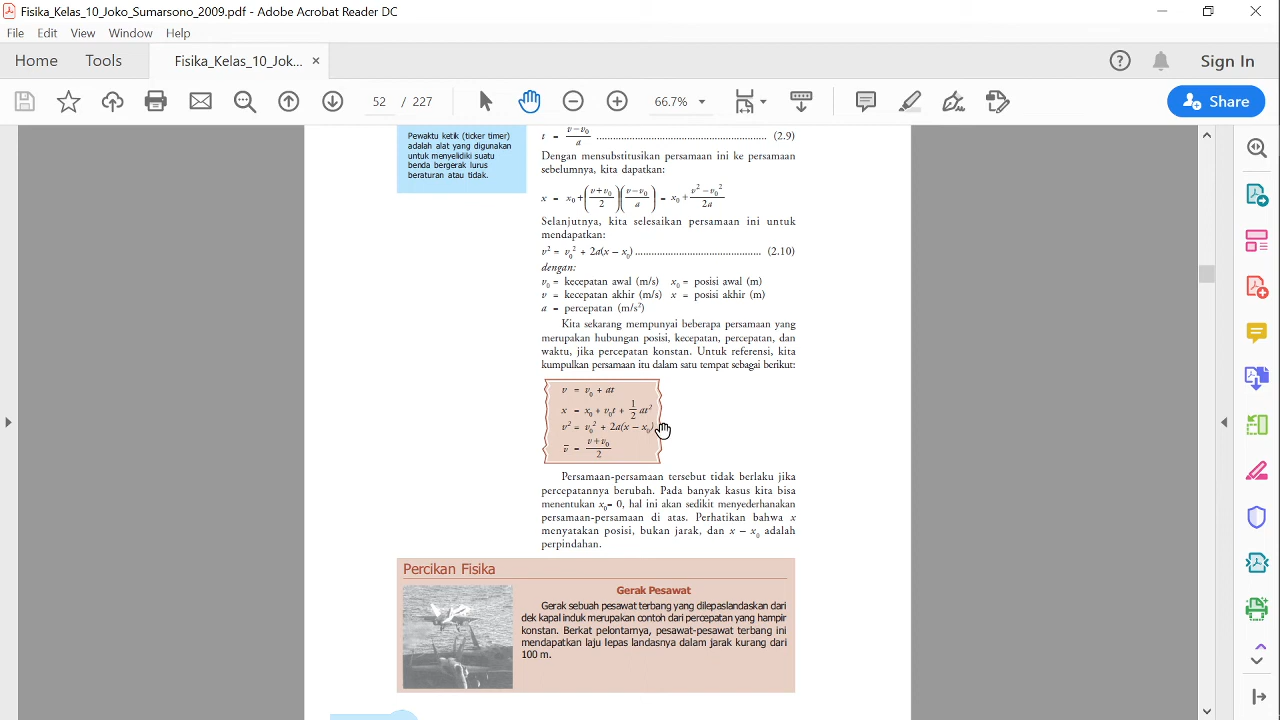 Fisika_Kelas_10_Joko_Sumarsono_2009.pdf - Adobe Acrobat Reader DC
File Edit View Window Help
Home Tools Fisika_Kelas_10_Jok... × Sign In
52 / 227 66.7% Share
Pewaktu ketik (ticker timer)
adalah alat yang digunakan
untuk menyelidiki suatu
benda bergerak lurus
beraturan atau tidak.
t = (v – v₀)/a ................................................................ (2.9)
Dengan mensubstitusikan persamaan ini ke persamaan
sebelumnya, kita dapatkan:
x = x₀ + ((v + v₀)/2)((v – v₀)/a) = x₀ + (v² – v₀²)/2a
Selanjutnya, kita selesaikan persamaan ini untuk
mendapatkan:
v² = v₀² + 2a(x – x₀) ................................................ (2.10)
dengan:
v₀ = kecepatan awal (m/s) x₀ = posisi awal (m)
v = kecepatan akhir (m/s) x = posisi akhir (m)
a = percepatan (m/s²)
Kita sekarang mempunyai beberapa persamaan yang
merupakan hubungan posisi, kecepatan, percepatan, dan
waktu, jika percepatan konstan. Untuk referensi, kita
kumpulkan persamaan itu dalam satu tempat sebagai berikut:
v = v₀ + at
x = x₀ + v₀t + 1/2 at²
v² = v₀² + 2a(x – x₀)
v̅ = (v + v₀)/2
Persamaan-persamaan tersebut tidak berlaku jika
percepatannya berubah. Pada banyak kasus kita bisa
menentukan x₀= 0, hal ini akan sedikit menyederhanakan
persamaan-persamaan di atas. Perhatikan bahwa x
menyatakan posisi, bukan jarak, dan x – x₀ adalah
perpindahan.
Percikan Fisika
Gerak Pesawat
Gerak sebuah pesawat terbang yang dilepaslandaskan dari
dek kapal induk merupakan contoh dari percepatan yang hampir
konstan. Berkat pelontarnya, pesawat-pesawat terbang ini
mendapatkan laju lepas landasnya dalam jarak kurang dari
100 m.